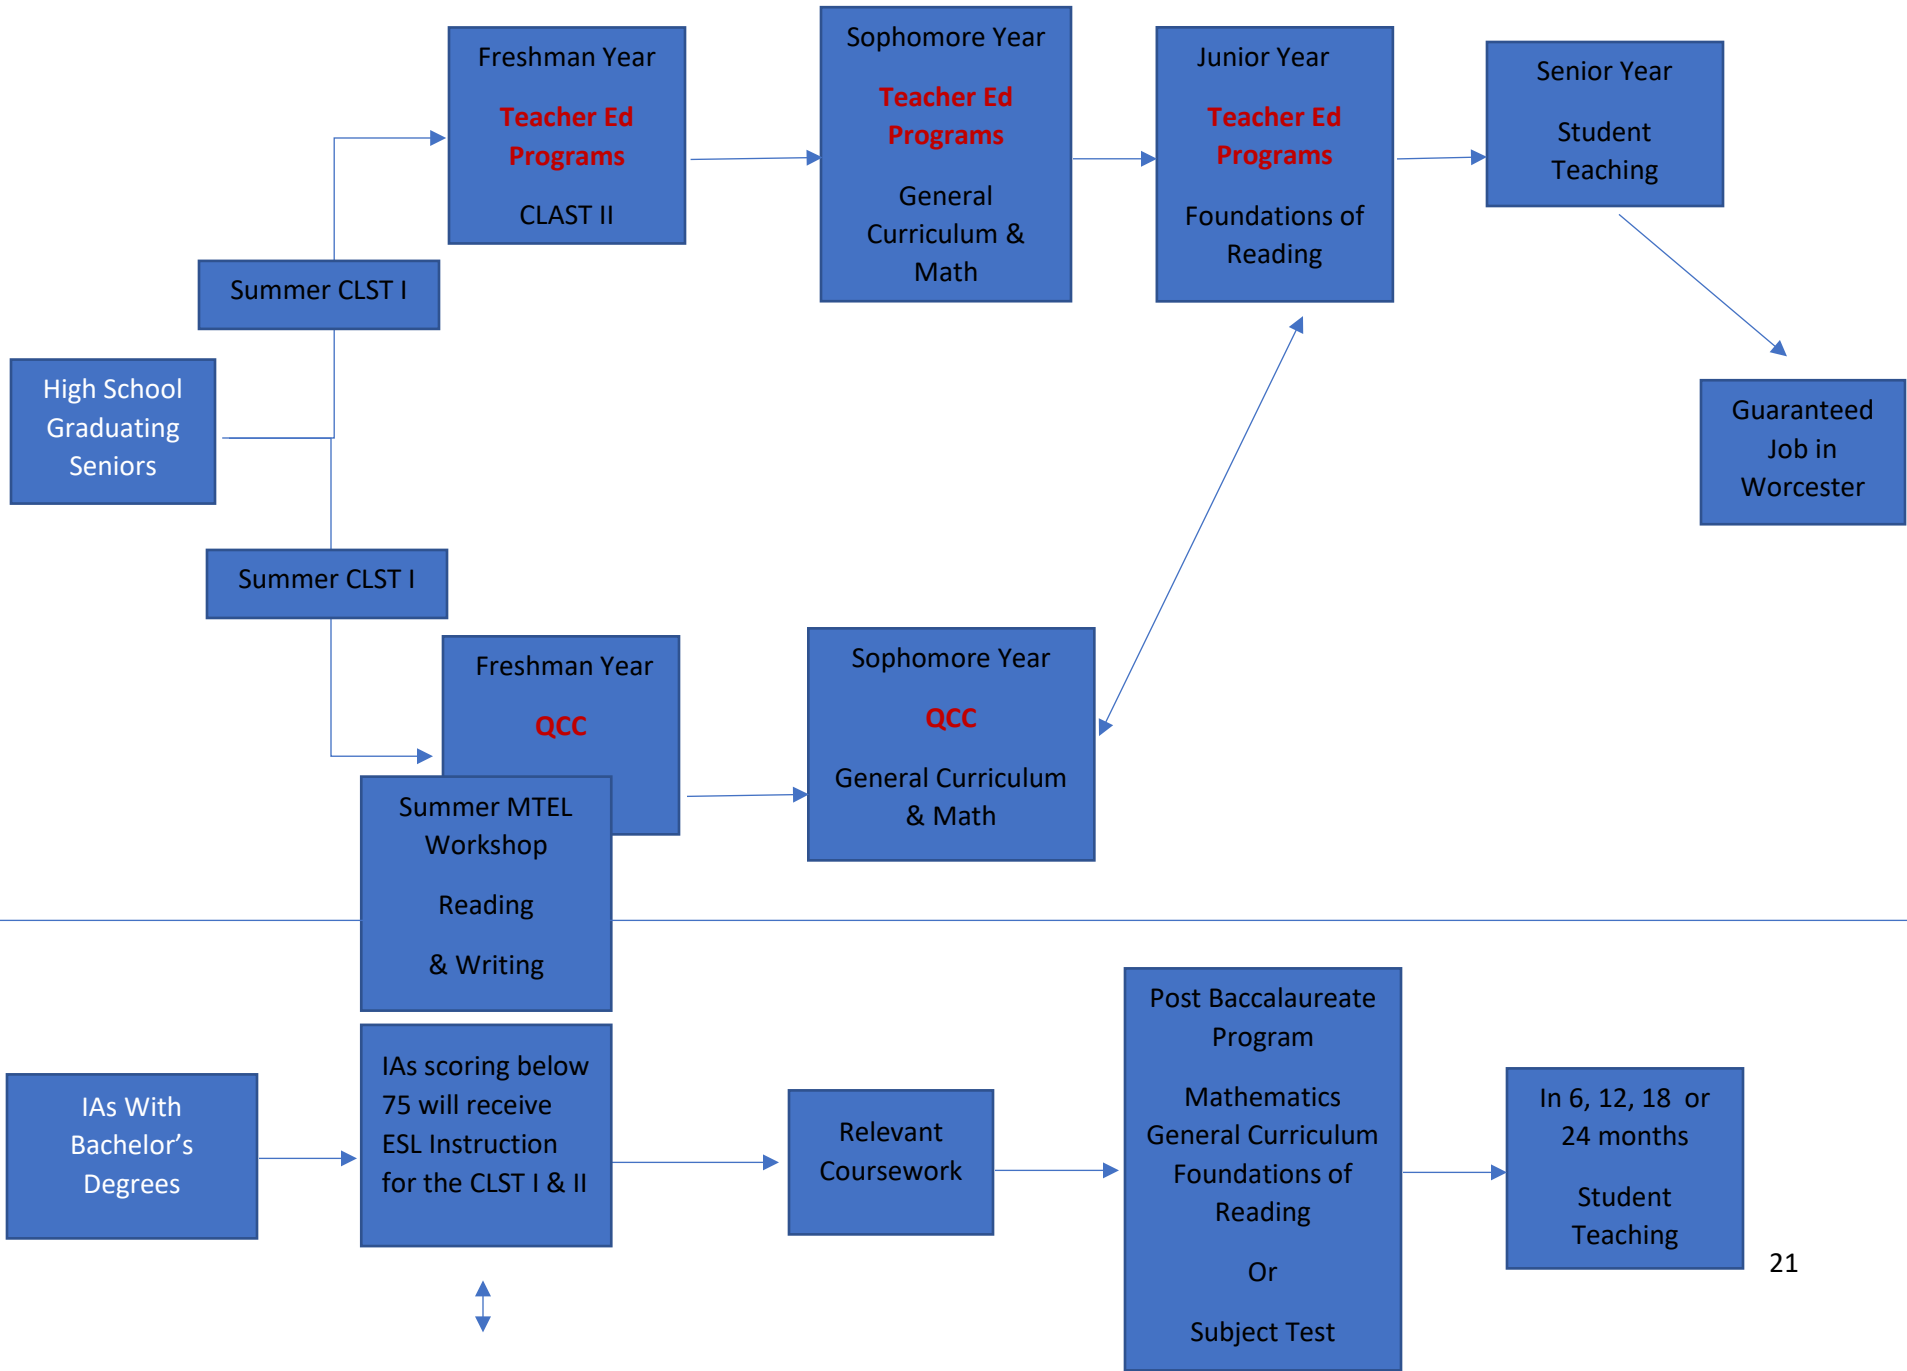 Freshman Year
Teacher Ed
Programs
CLAST II
Sophomore Year
Teacher Ed
Programs
General
Curriculum &
Math
Junior Year
Teacher Ed
Programs
Foundations of
Reading
Senior Year
Student
Teaching
Summer CLST I
High School
Graduating
Seniors
Guaranteed
Job in
Worcester
Summer CLST I
Freshman Year
QCC
Sophomore Year
QCC
General Curriculum
& Math
Summer MTEL
Workshop
Reading
& Writing
IAs With
Bachelor’s
Degrees
IAs scoring below
75 will receive
ESL Instruction
for the CLST I & II
Relevant
Coursework
Post Baccalaureate
Program
Mathematics
General Curriculum
Foundations of
Reading
Or
Subject Test
In 6, 12, 18 or
24 months
Student
Teaching
21